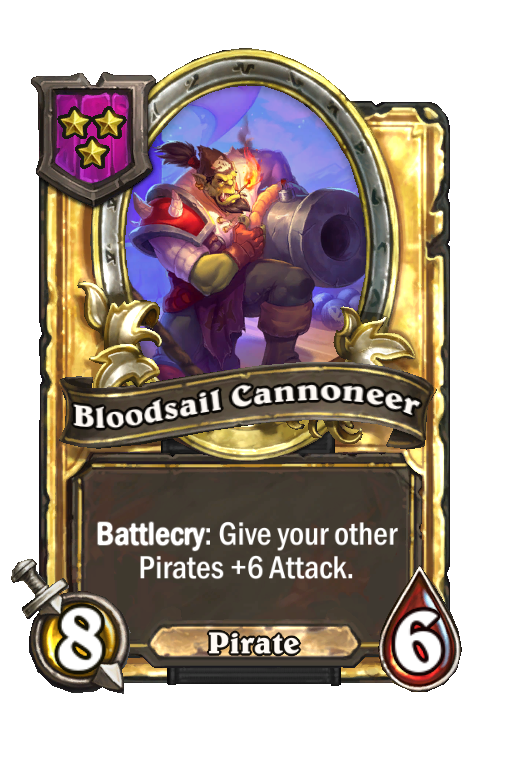 Bloodsail Cannoneer
Battlecry: Give your other
Pirates +6 Attack.
8
Pirate
6